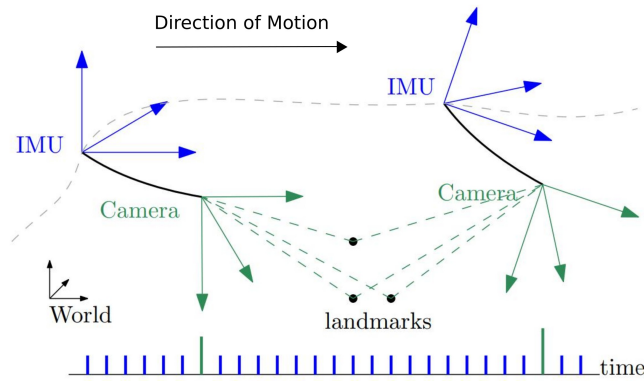 Direction of Motion
IMU
IMU
Camera
Camera
World
landmarks
time